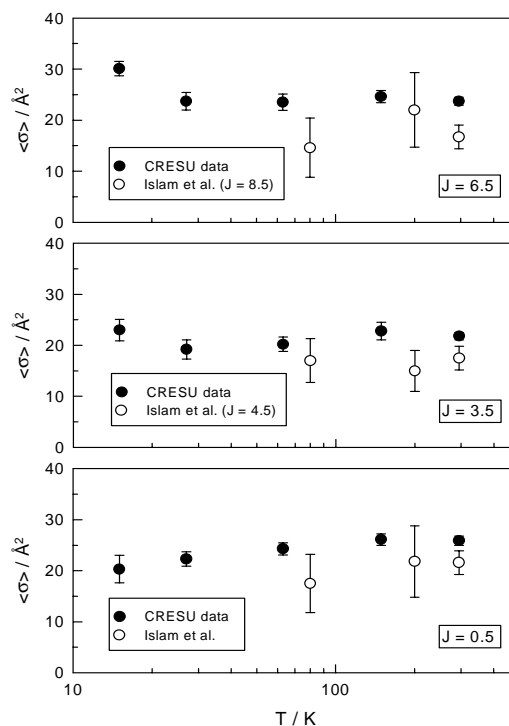 40
30
20
10
0
<σ> / Å²
CRESU data
Islam et al. (J = 8.5)
J = 6.5
40
30
20
10
0
<σ> / Å²
CRESU data
Islam et al. (J = 4.5)
J = 3.5
40
30
20
10
0
<σ> / Å²
CRESU data
Islam et al.
J = 0.5
10
100
T / K